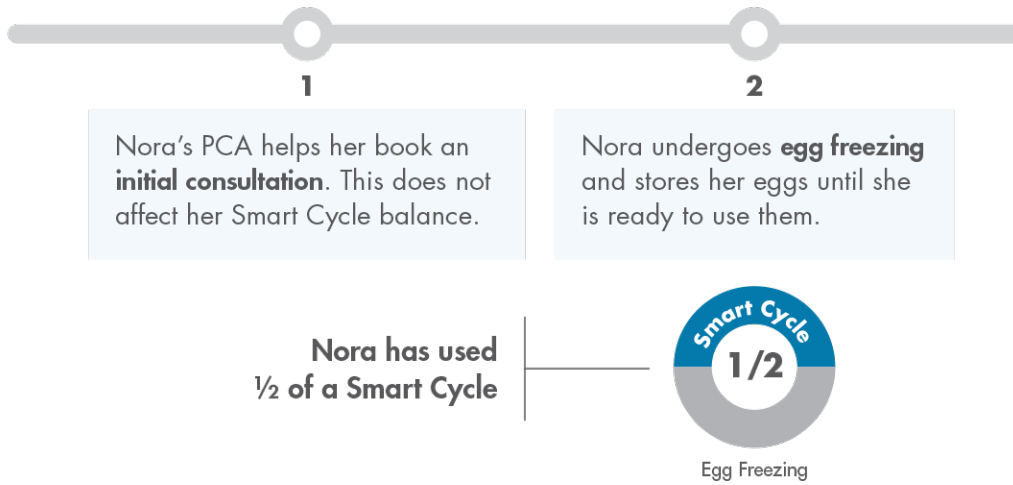 1
Nora’s PCA helps her book an
initial consultation. This does not
affect her Smart Cycle balance.
2
Nora undergoes egg freezing
and stores her eggs until she
is ready to use them.
Nora has used
½ of a Smart Cycle
Smart Cycle
1/2
Egg Freezing